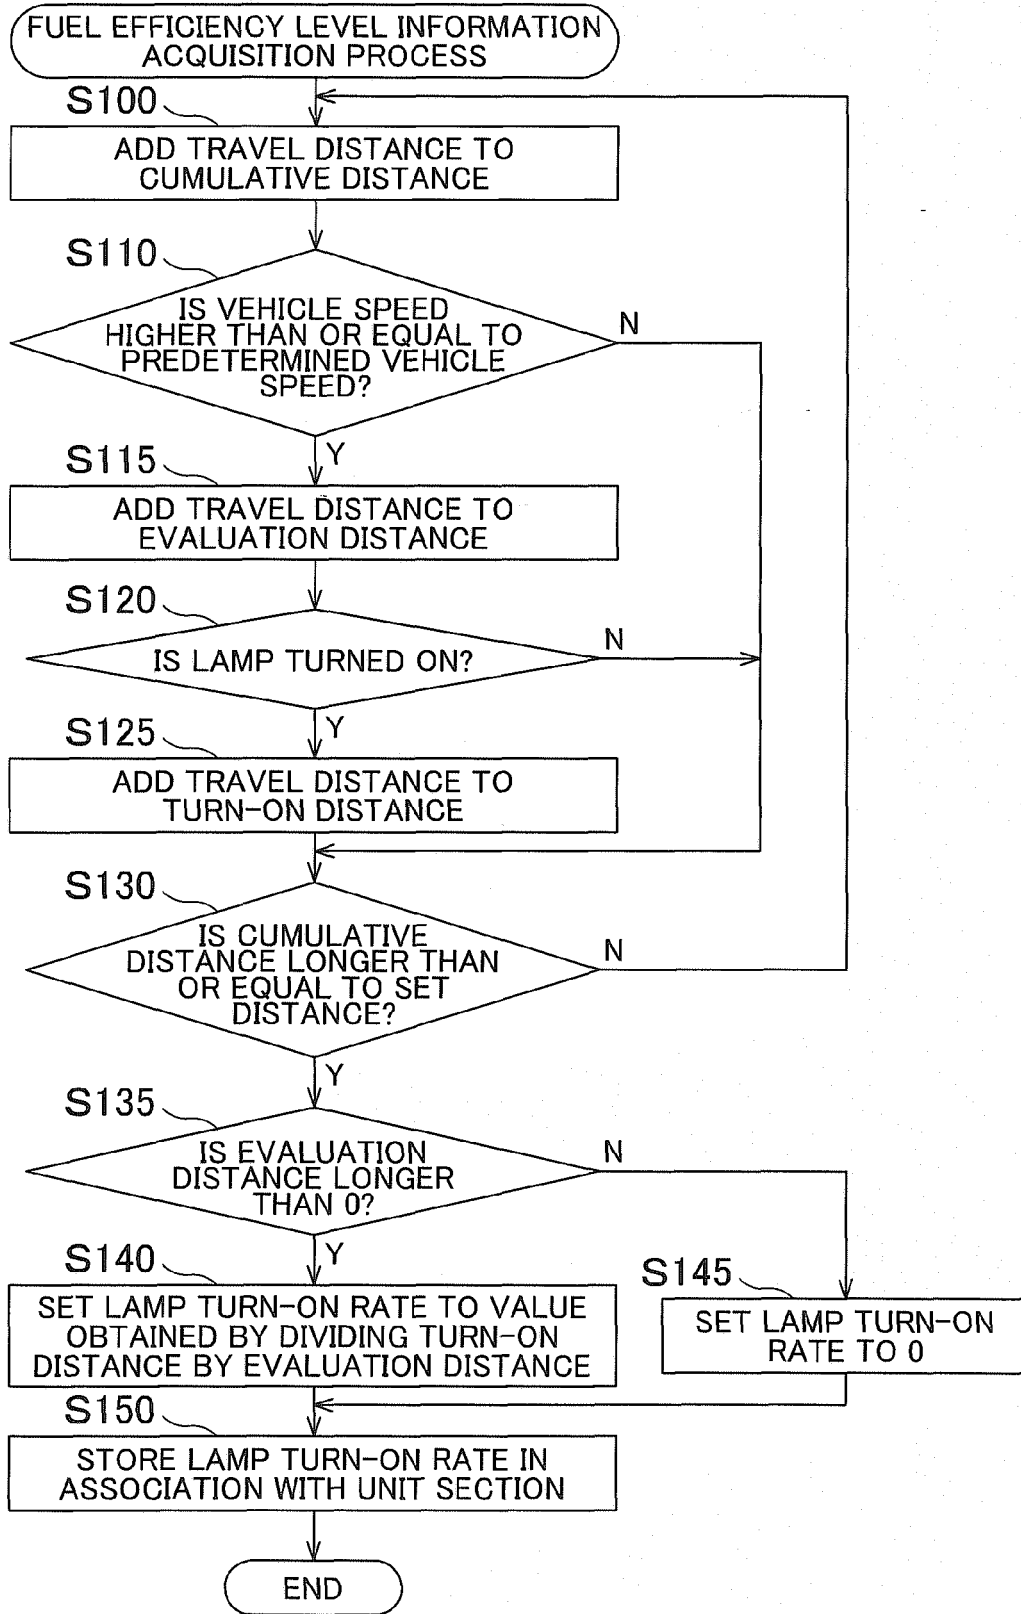 FUEL EFFICIENCY LEVEL INFORMATION
ACQUISITION PROCESS
S100
ADD TRAVEL DISTANCE TO
CUMULATIVE DISTANCE
S110
IS VEHICLE SPEED
HIGHER THAN OR EQUAL TO
PREDETERMINED VEHICLE
SPEED?
N
Y
S115
ADD TRAVEL DISTANCE TO
EVALUATION DISTANCE
S120
IS LAMP TURNED ON?
N
Y
S125
ADD TRAVEL DISTANCE TO
TURN-ON DISTANCE
S130
IS CUMULATIVE
DISTANCE LONGER THAN
OR EQUAL TO SET
DISTANCE?
N
Y
S135
IS EVALUATION
DISTANCE LONGER
THAN 0?
N
Y
S140
SET LAMP TURN-ON RATE TO VALUE
OBTAINED BY DIVIDING TURN-ON
DISTANCE BY EVALUATION DISTANCE
S145
SET LAMP TURN-ON
RATE TO 0
S150
STORE LAMP TURN-ON RATE IN
ASSOCIATION WITH UNIT SECTION
END